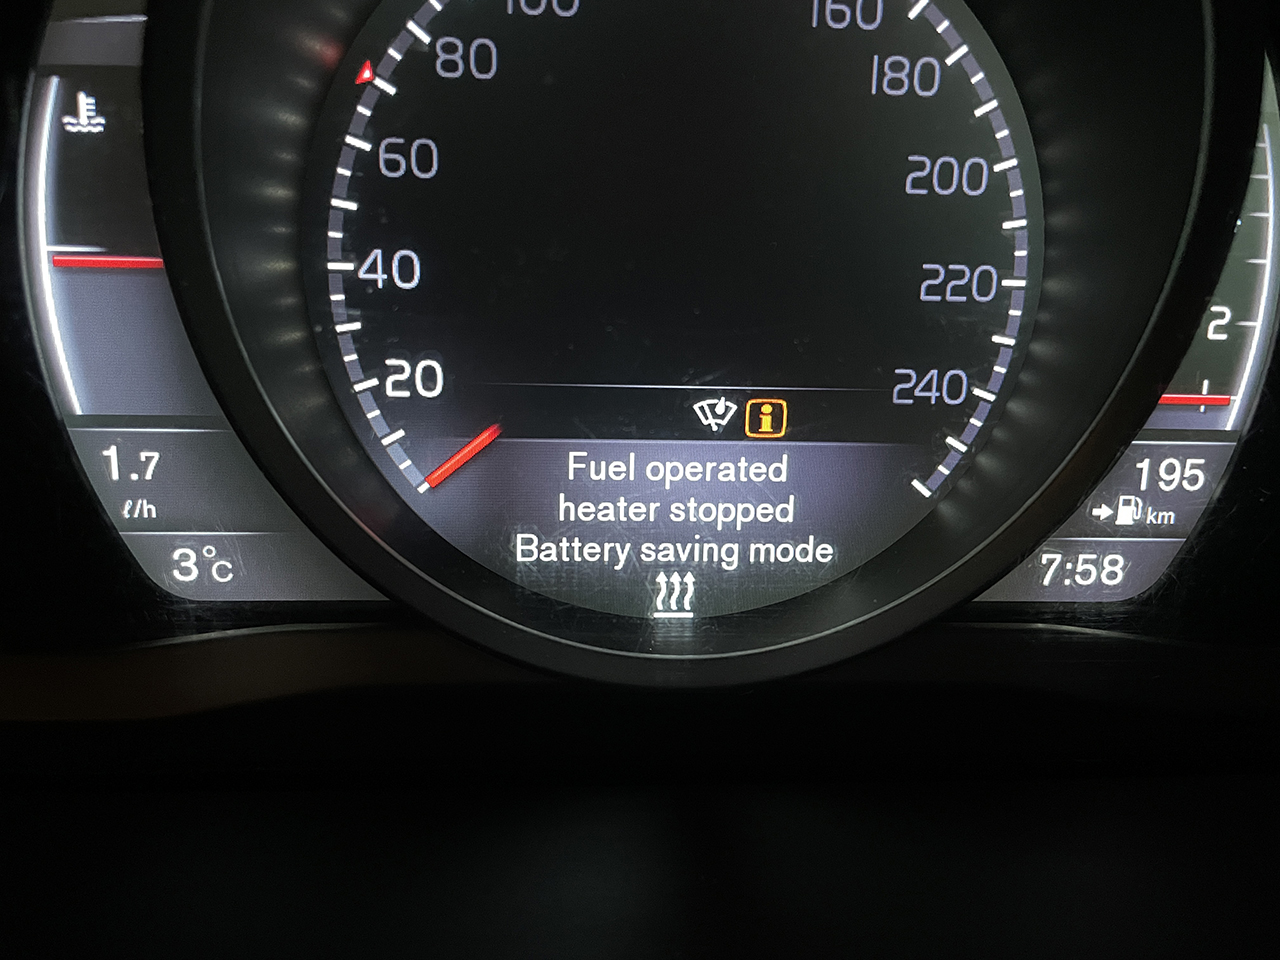 100
160
80
180
60
200
40
220
2
20
240
Fuel operated
1.7
195
heater stopped
ℓ/h
km
Battery saving mode
3°C
7:58